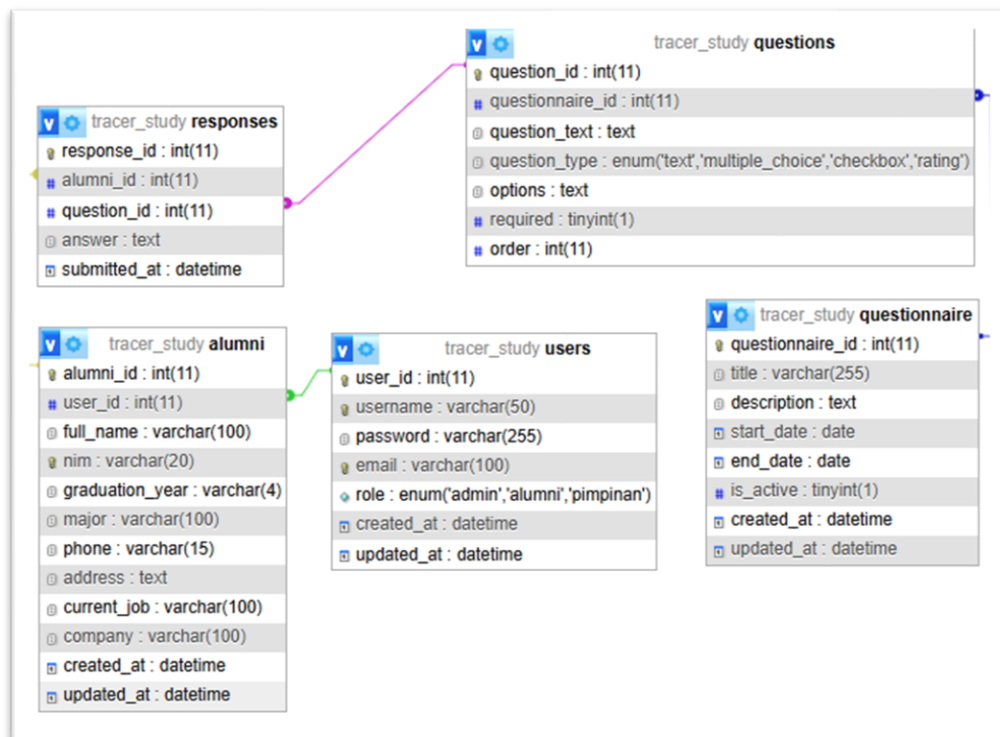 tracer_study questions
question_id : int(11)
questionnaire_id : int(11)
question_text : text
question_type : enum('text','multiple_choice','checkbox','rating')
options : text
required : tinyint(1)
order : int(11)
tracer_study responses
response_id : int(11)
alumni_id : int(11)
question_id : int(11)
answer : text
submitted_at : datetime
tracer_study alumni
alumni_id : int(11)
user_id : int(11)
full_name : varchar(100)
nim : varchar(20)
graduation_year : varchar(4)
major : varchar(100)
phone : varchar(15)
address : text
current_job : varchar(100)
company : varchar(100)
created_at : datetime
updated_at : datetime
tracer_study users
user_id : int(11)
username : varchar(50)
password : varchar(255)
email : varchar(100)
role : enum('admin','alumni','pimpinan')
created_at : datetime
updated_at : datetime
tracer_study questionnaire
questionnaire_id : int(11)
title : varchar(255)
description : text
start_date : date
end_date : date
is_active : tinyint(1)
created_at : datetime
updated_at : datetime